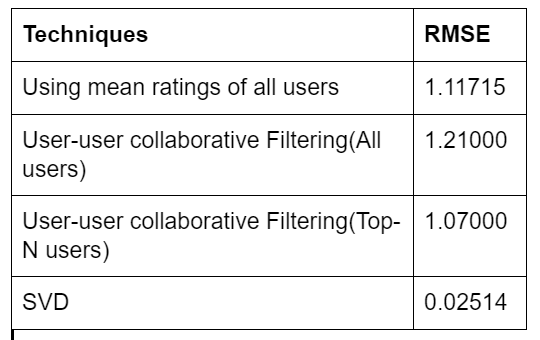 Techniques RMSE
Using mean ratings of all users 1.11715
User-user collaborative Filtering(All 1.21000
users)
User-user collaborative Filtering(Top- 1.07000
N users)
SVD 0.02514